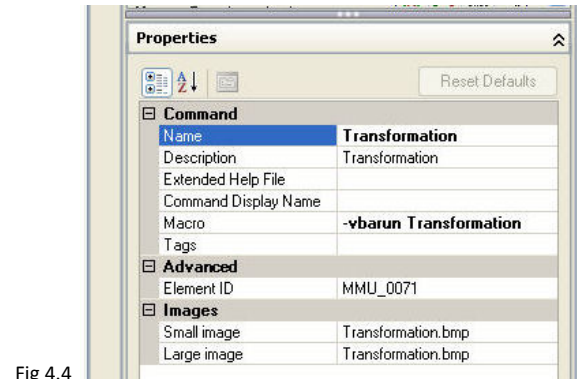 Properties
Reset Defaults
Command
Name Transformation
Description Transformation
Extended Help File
Command Display Name
Macro -vbarun Transformation
Tags
Advanced
Element ID MMU_0071
Images
Small image Transformation.bmp
Large image Transformation.bmp
Fig 4.4